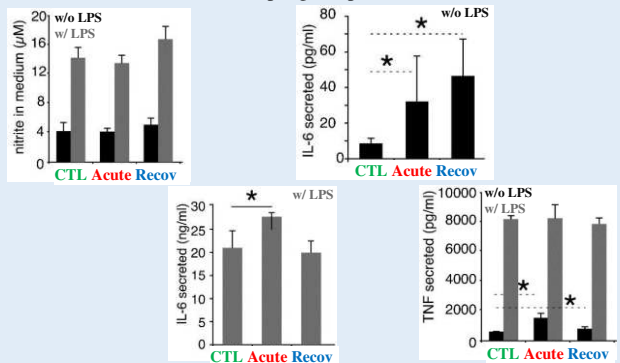 w/o LPS
w/ LPS
nitrite in medium (µM)
20
16
12
8
4
0
CTL Acute Recov
w/o LPS
IL-6 secreted (pg/ml)
80
60
40
20
0
*
*
CTL Acute Recov
w/ LPS
IL-6 secreted (ng/ml)
30
25
20
15
10
5
0
*
CTL Acute Recov
w/o LPS
w/ LPS
TNF secreted
(pg/ml)
10000
8000
6000
4000
2000
0
*
*
CTL Acute Recov